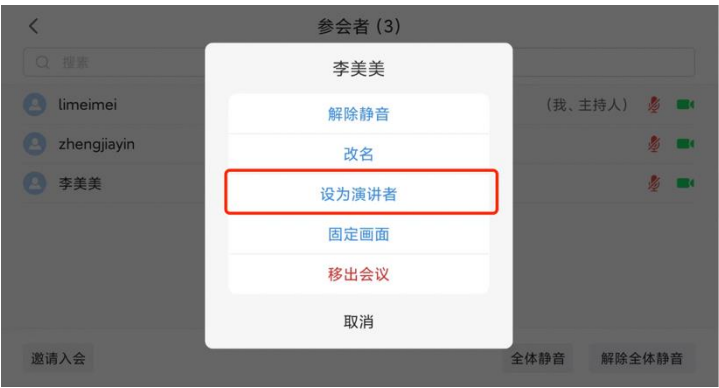 参会者 (3)
搜索
limeimei (我、主持人)
zhengjiayin
李美美
李美美
解除静音
改名
设为演讲者
固定画面
移出会议
取消
邀请入会
全体静音
解除全体静音